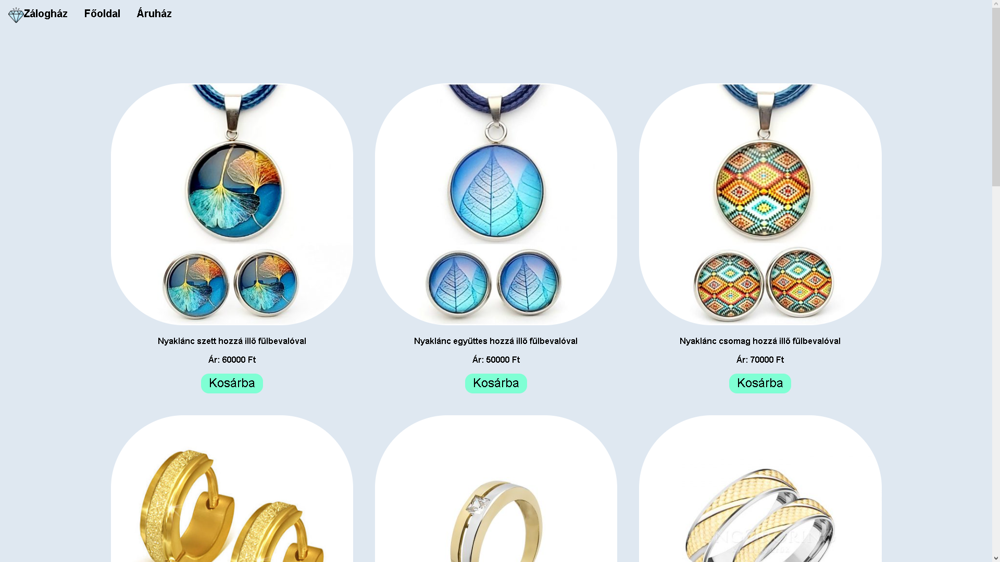 Zálogház Főoldal Áruház
Nyaklánc szett hozzá illő fülbevalóval
Ár: 60000 Ft
Kosárba
Nyaklánc együttes hozzá illő fülbevalóval
Ár: 50000 Ft
Kosárba
Nyaklánc csomag hozzá illő fülbevalóval
Ár: 70000 Ft
Kosárba